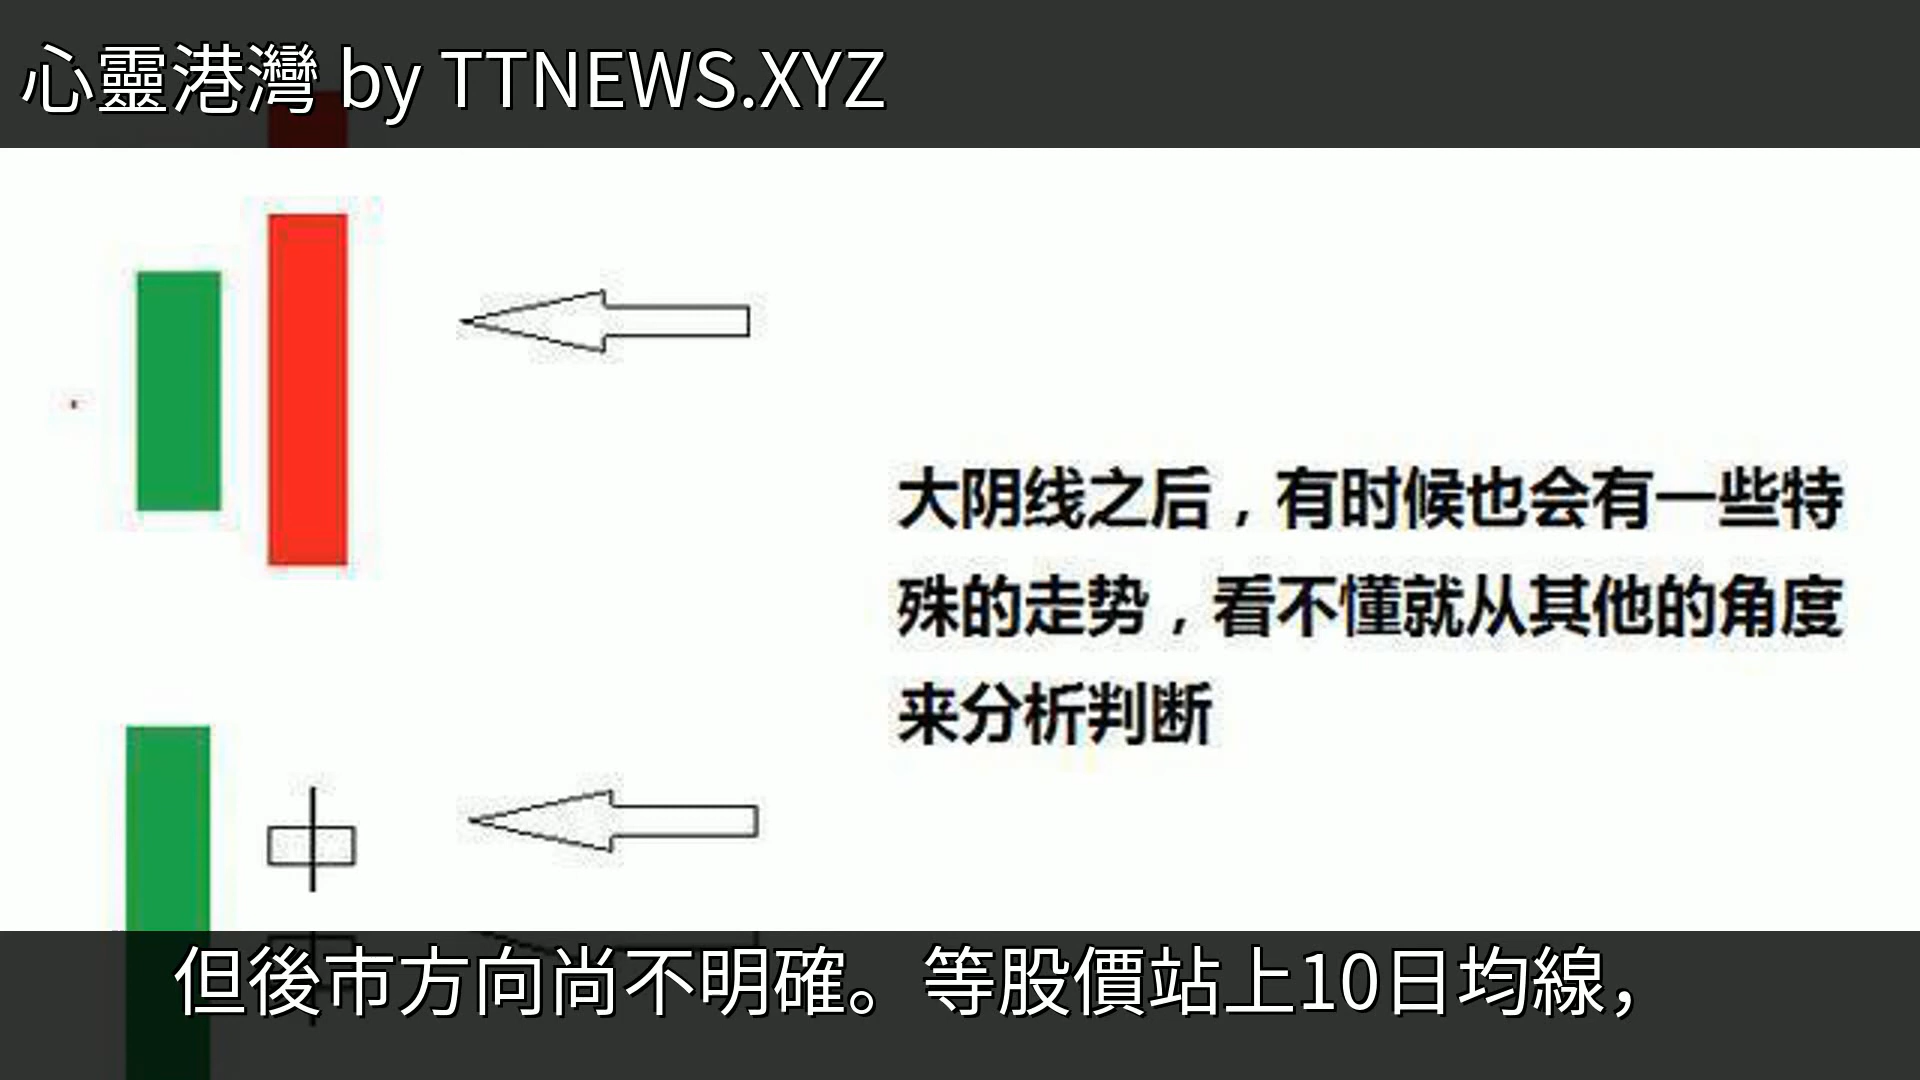 心靈港灣 by TTNEWS.XYZ
大阴线之后，有时候也会有一些特
殊的走势，看不懂就从其他的角度
来分析判断
但後市方向尚不明確。等股價站上10日均線，